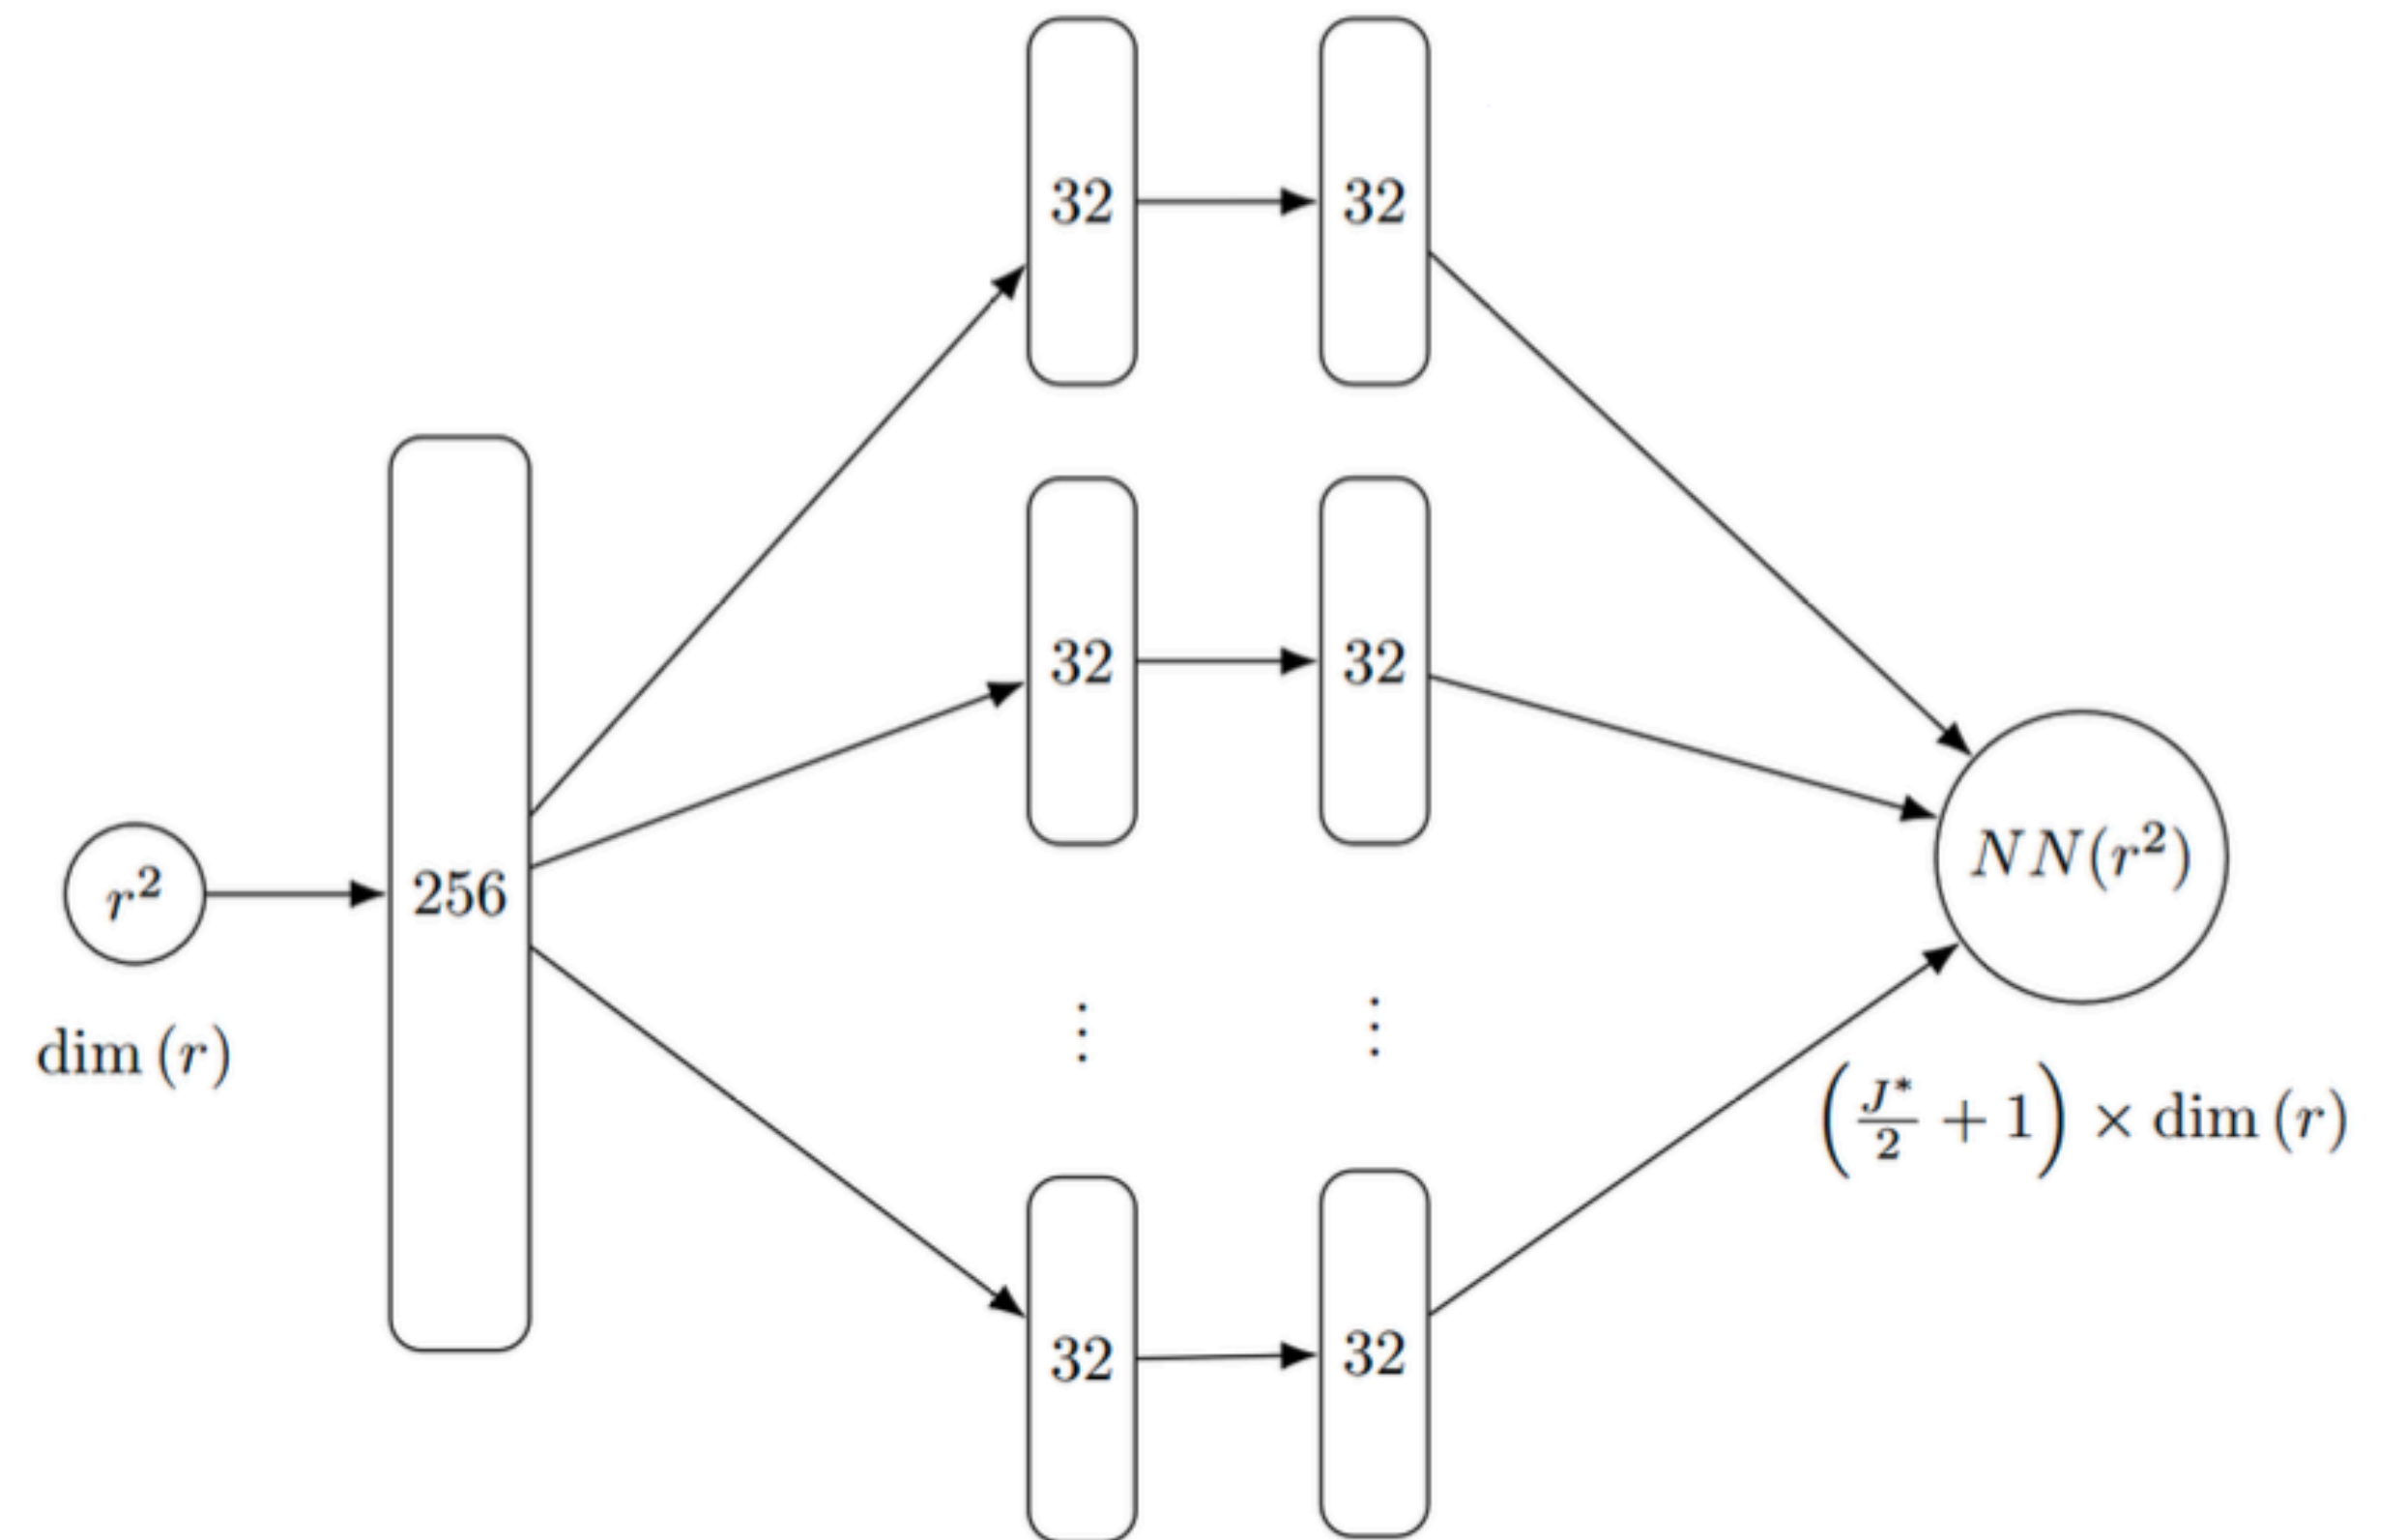 32 32
32 32
r²
256
NN(r²)
dim (r)
⋮ ⋮
(J*/2 + 1) × dim (r)
32 32